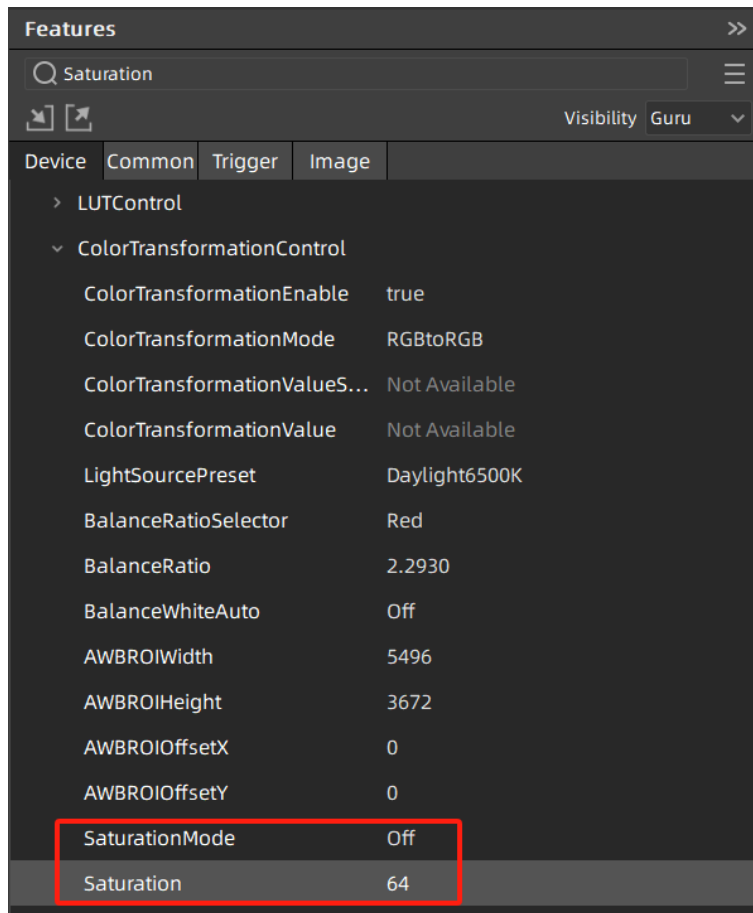 Features
Saturation
Visibility Guru
Device Common Trigger Image
LUTControl
ColorTransformationControl
ColorTransformationEnable true
ColorTransformationMode RGBtoRGB
ColorTransformationValueS... Not Available
ColorTransformationValue Not Available
LightSourcePreset Daylight6500K
BalanceRatioSelector Red
BalanceRatio 2.2930
BalanceWhiteAuto Off
AWBROIWidth 5496
AWBROIHeight 3672
AWBROIOffsetX 0
AWBROIOffsetY 0
SaturationMode Off
Saturation 64